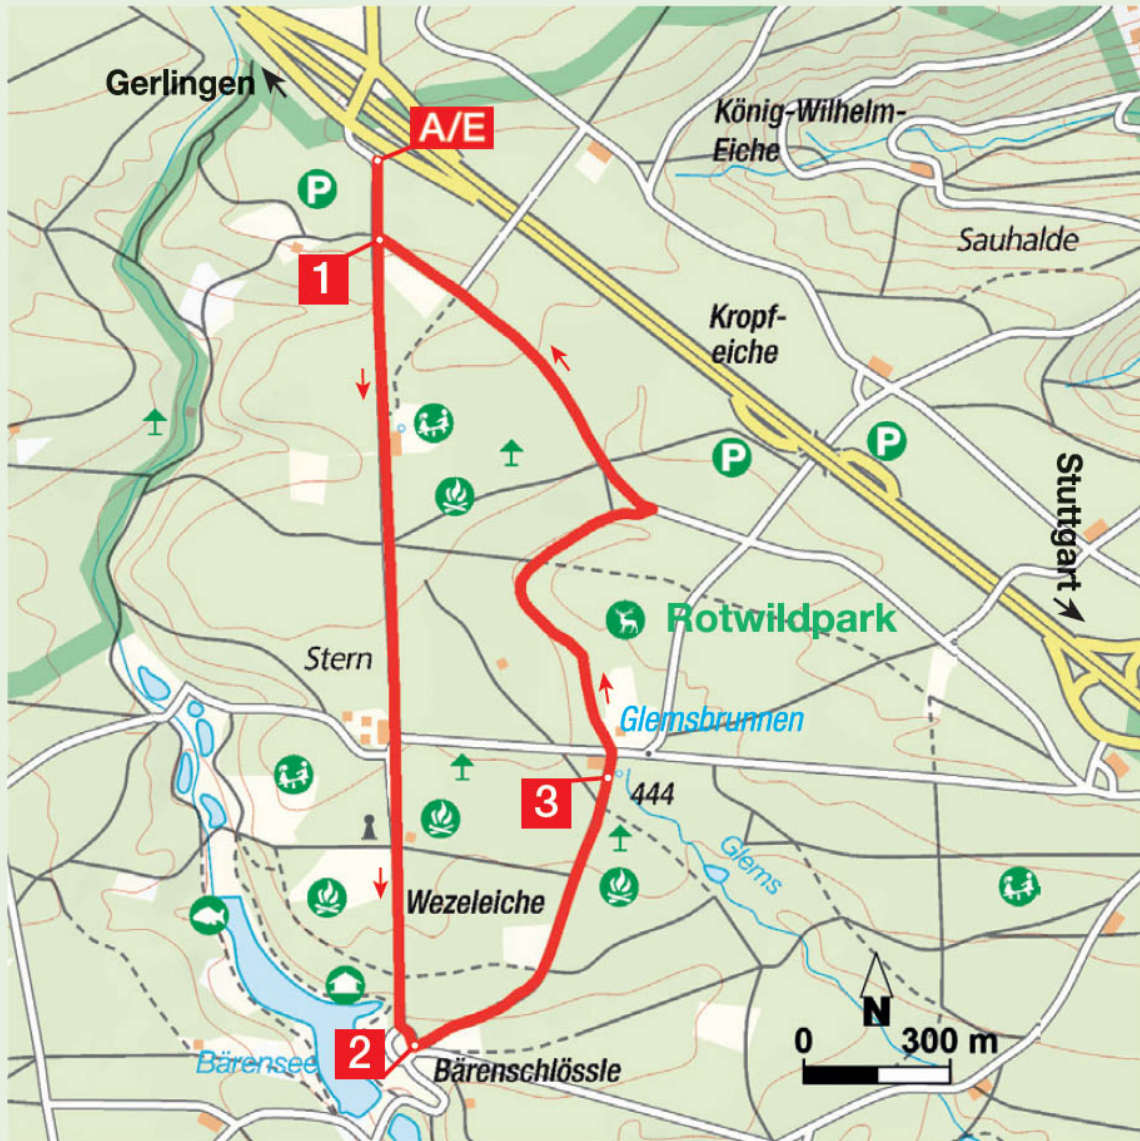 Gerlingen
A/E
König-Wilhelm-
Eiche
P
Sauhalde
1
Kropf-
eiche
P
P
Stuttgart
Rotwildpark
Stern
Glemsbrunnen
3
444
Glems
Wezeleiche
N
0 300 m
2
Bärensee
Bärenschlössle